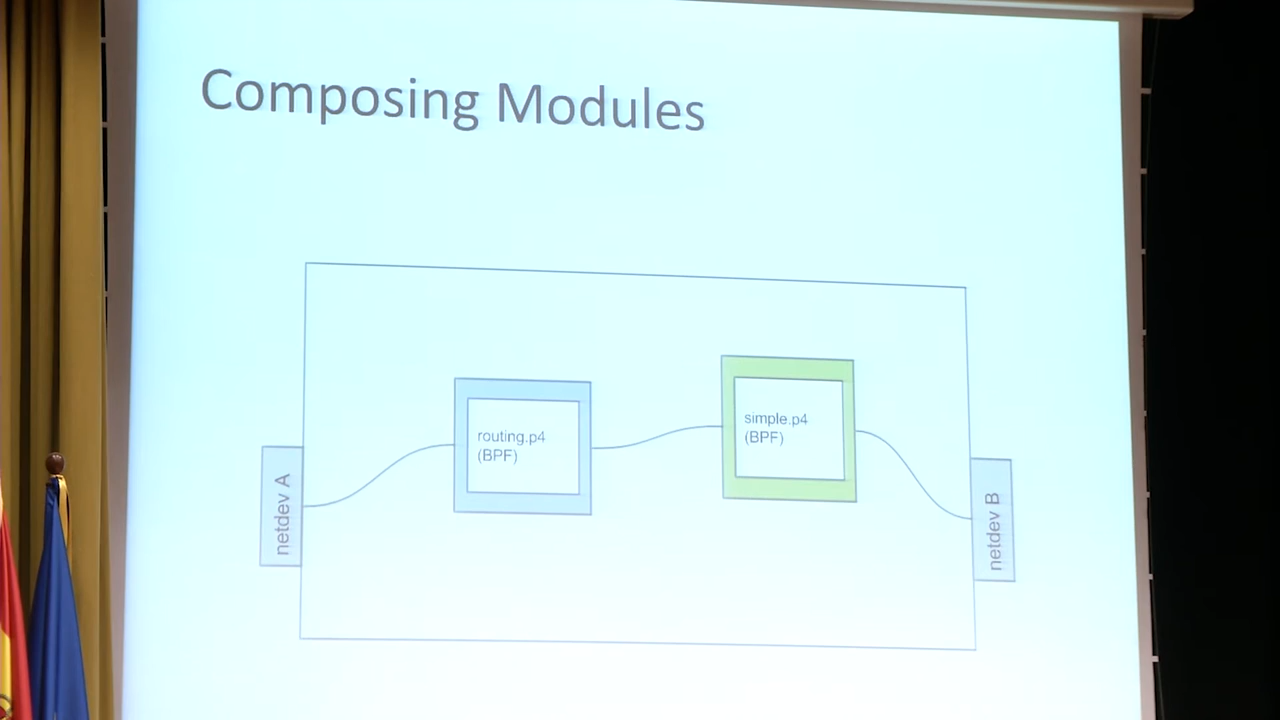 Composing Modules
routing.p4
(BPF)
simple.p4
(BPF)
netdev A
netdev B